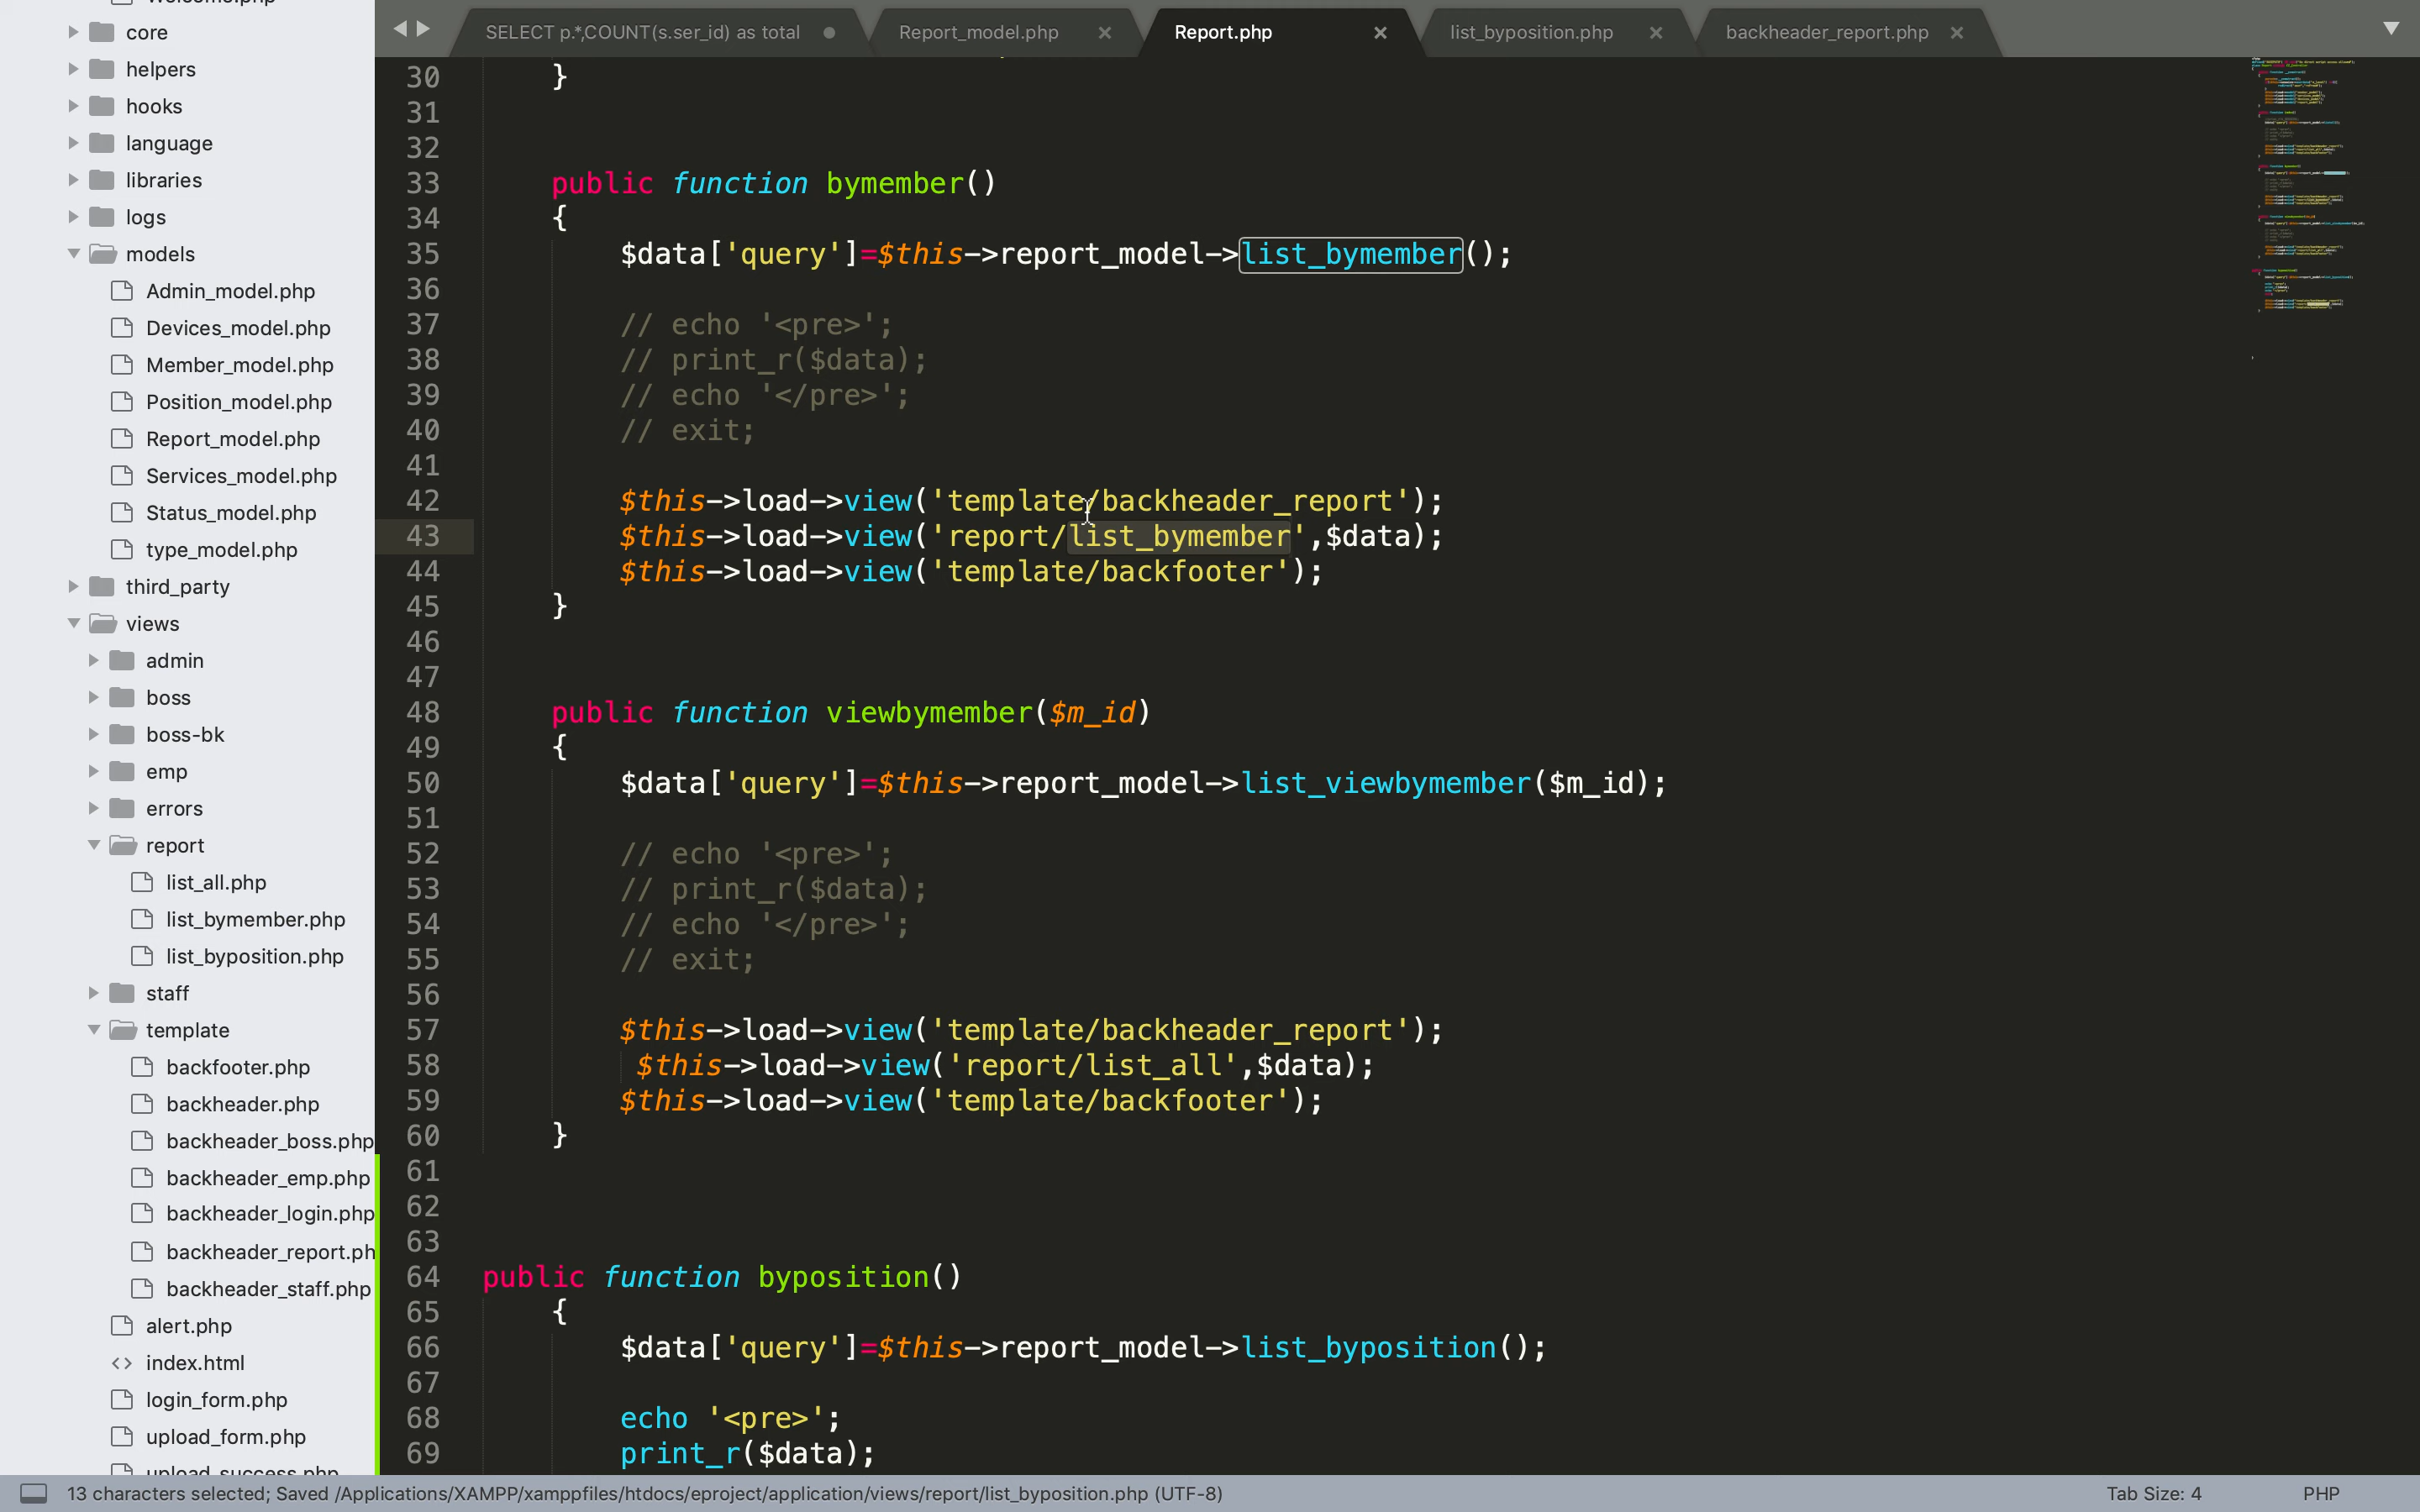 Welcome.php
core
helpers
hooks
language
libraries
logs
models
Admin_model.php
Devices_model.php
Member_model.php
Position_model.php
Report_model.php
Services_model.php
Status_model.php
type_model.php
third_party
views
admin
boss
boss-bk
emp
errors
report
list_all.php
list_bymember.php
list_byposition.php
staff
template
backfooter.php
backheader.php
backheader_boss.php
backheader_emp.php
backheader_login.php
backheader_report.ph
backheader_staff.php
alert.php
index.html
login_form.php
upload_form.php
upload_success.php
SELECT p.*,COUNT(s.ser_id) as total
Report_model.php
Report.php
list_byposition.php
backheader_report.php
30 }
31
32
33 public function bymember()
34 {
35 $data['query']=$this->report_model->list_bymember();
36
37 // echo '<pre>';
38 // print_r($data);
39 // echo '</pre>';
40 // exit;
41
42 $this->load->view('template/backheader_report');
43 $this->load->view('report/list_bymember',$data);
44 $this->load->view('template/backfooter');
45 }
46
47
48 public function viewbymember($m_id)
49 {
50 $data['query']=$this->report_model->list_viewbymember($m_id);
51
52 // echo '<pre>';
53 // print_r($data);
54 // echo '</pre>';
55 // exit;
56
57 $this->load->view('template/backheader_report');
58 $this->load->view('report/list_all',$data);
59 $this->load->view('template/backfooter');
60 }
61
62
63
64 public function byposition()
65 {
66 $data['query']=$this->report_model->list_byposition();
67
68 echo '<pre>';
69 print_r($data);
13 characters selected; Saved /Applications/XAMPP/xamppfiles/htdocs/eproject/application/views/report/list_byposition.php (UTF-8)
Tab Size: 4
PHP